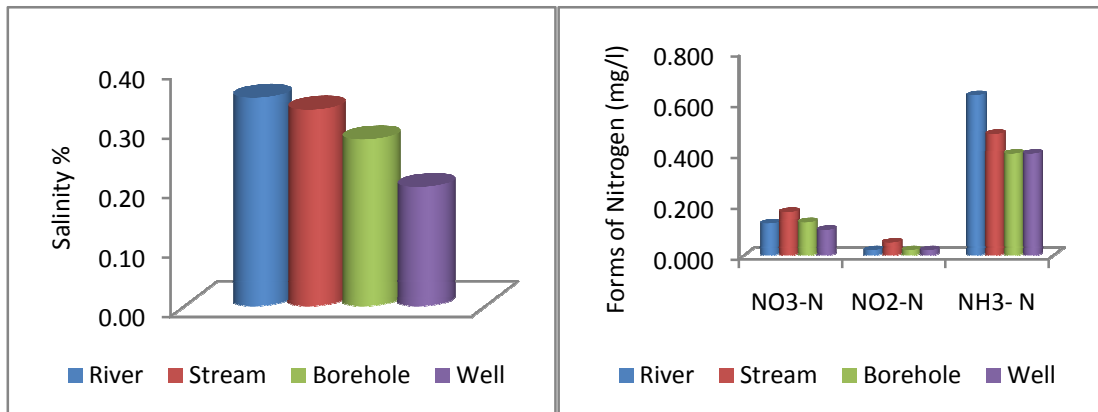 Salinity %
0.40
0.30
0.20
0.10
0.00
River Stream Borehole Well
Forms of Nitrogen (mg/l)
0.800
0.600
0.400
0.200
0.000
NO3-N NO2-N NH3- N
River Stream Borehole Well